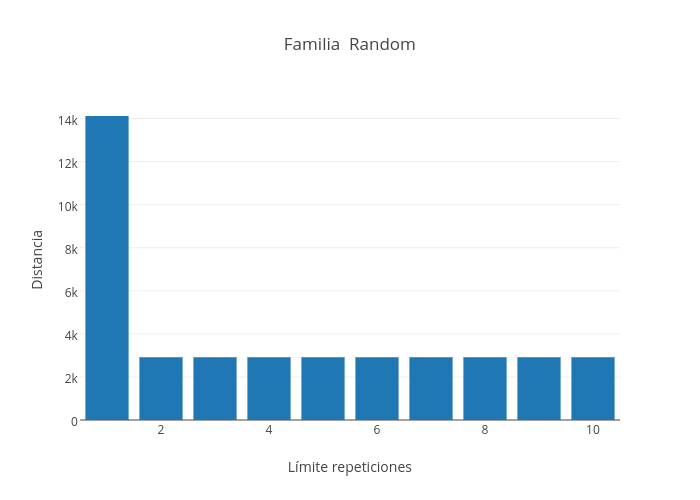 Familia Random
14k
12k
10k
8k
6k
4k
2k
0
Distancia
2 4 6 8 10
Límite repeticiones